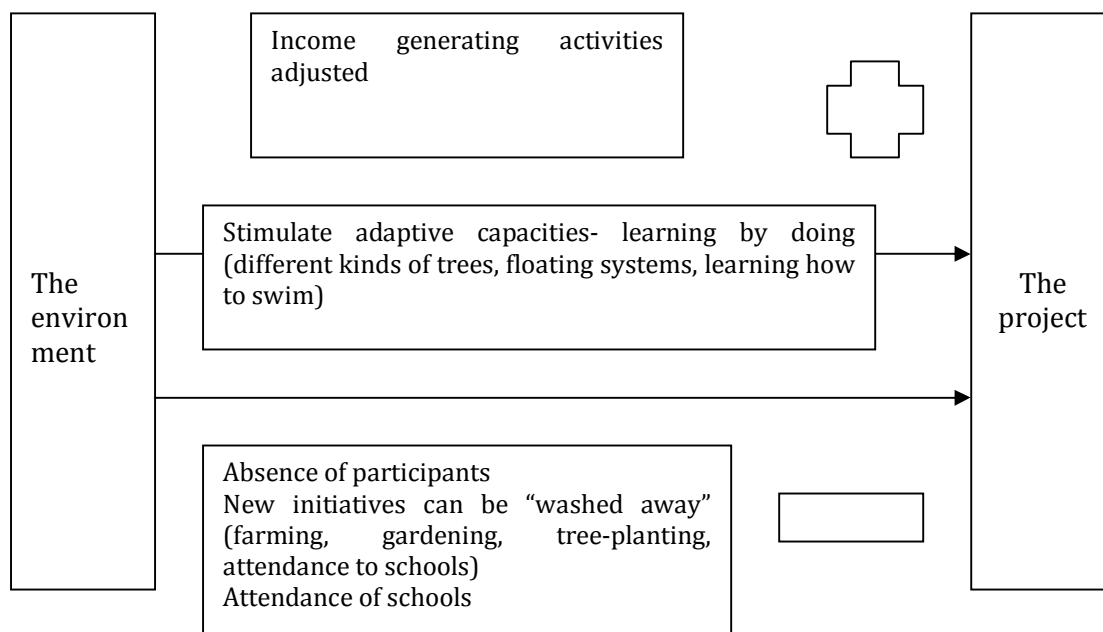 Income generating activities
adjusted
Stimulate adaptive capacities- learning by doing
(different kinds of trees, floating systems, learning how
to swim)
The
environ
ment
The
project
Absence of participants
New initiatives can be “washed away”
(farming, gardening, tree-planting,
attendance to schools)
Attendance of schools